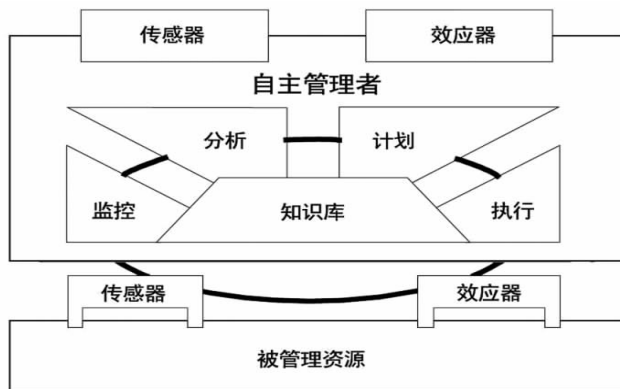 传感器 效应器
自主管理者
分析 计划
监控 知识库 执行
传感器 效应器
被管理资源